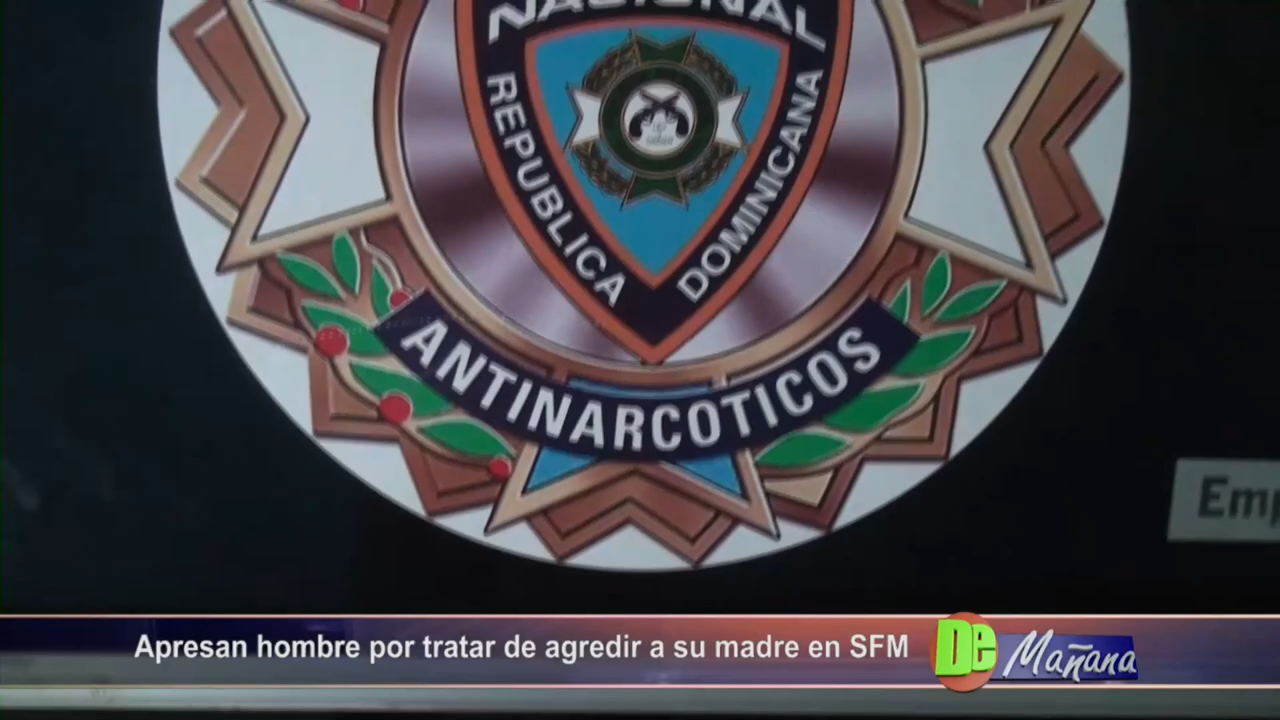 NACIONAL
REPUBLICA DOMINICANA
ANTINARCOTICOS
Emp
Apresan hombre por tratar de agredir a su madre en SFM
De Mañana